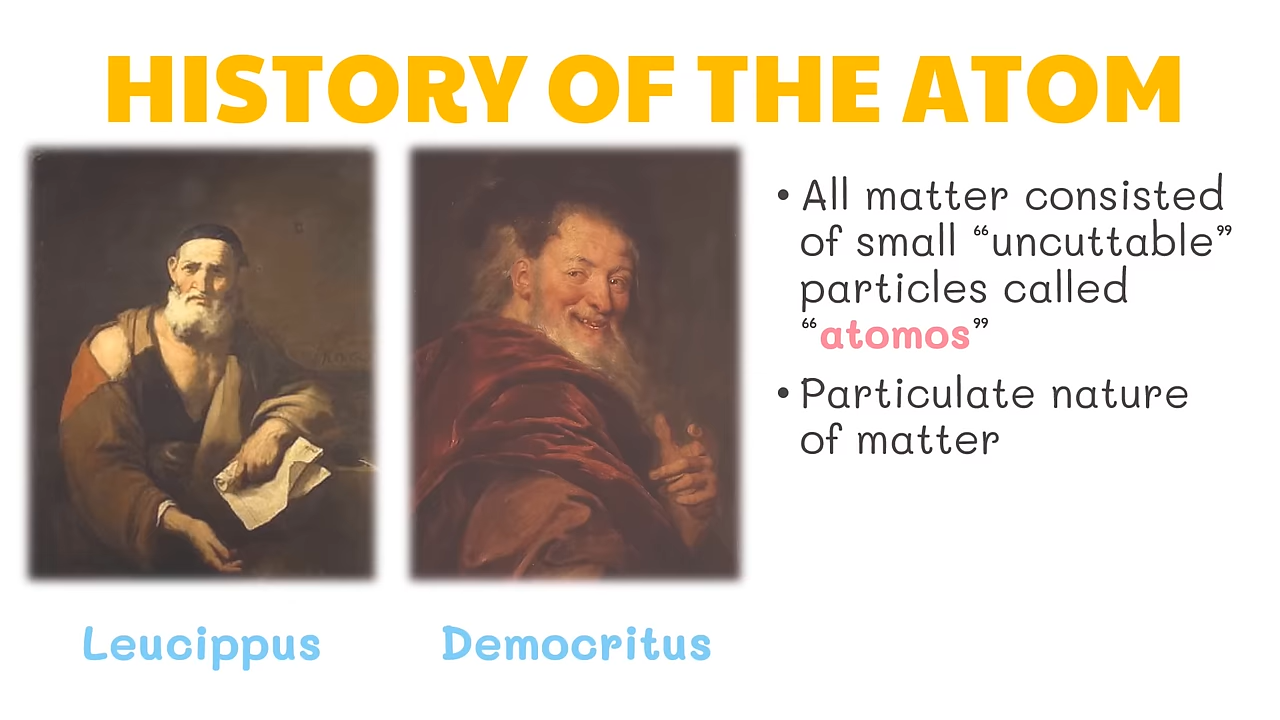 HISTORY OF THE ATOM
• All matter consisted
of small “uncuttable”
particles called
“atomos”
• Particulate nature
of matter
Leucippus
Democritus